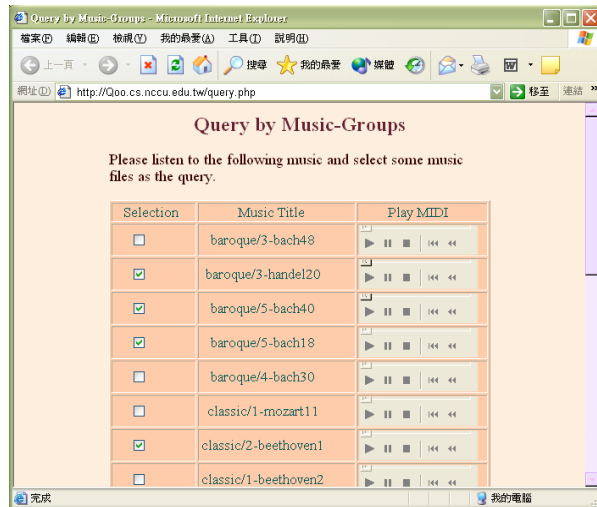 Query by Music-Groups - Microsoft Internet Explorer
檔案(F) 編輯(E) 檢視(V) 我的最愛(A) 工具(T) 說明(H)
上一頁 搜尋 我的最愛 媒體
網址(D) http://Qoo.cs.nccu.edu.tw/query.php 移至 連結 »
Query by Music-Groups
Please listen to the following music and select some music
files as the query.
Selection Music Title Play MIDI
baroque/3-bach48
baroque/3-handel20
baroque/5-bach40
baroque/5-bach18
baroque/4-bach30
classic/1-mozart11
classic/2-beethoven1
classic/1-beethoven2
完成 我的電腦